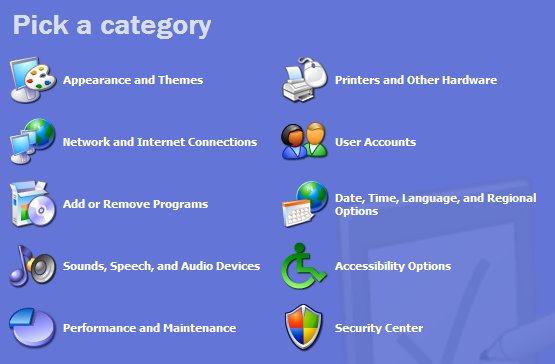 Pick a category
Appearance and Themes
Printers and Other Hardware
Network and Internet Connections
User Accounts
Add or Remove Programs
Date, Time, Language, and Regional
Options
Sounds, Speech, and Audio Devices
Accessibility Options
Performance and Maintenance
Security Center